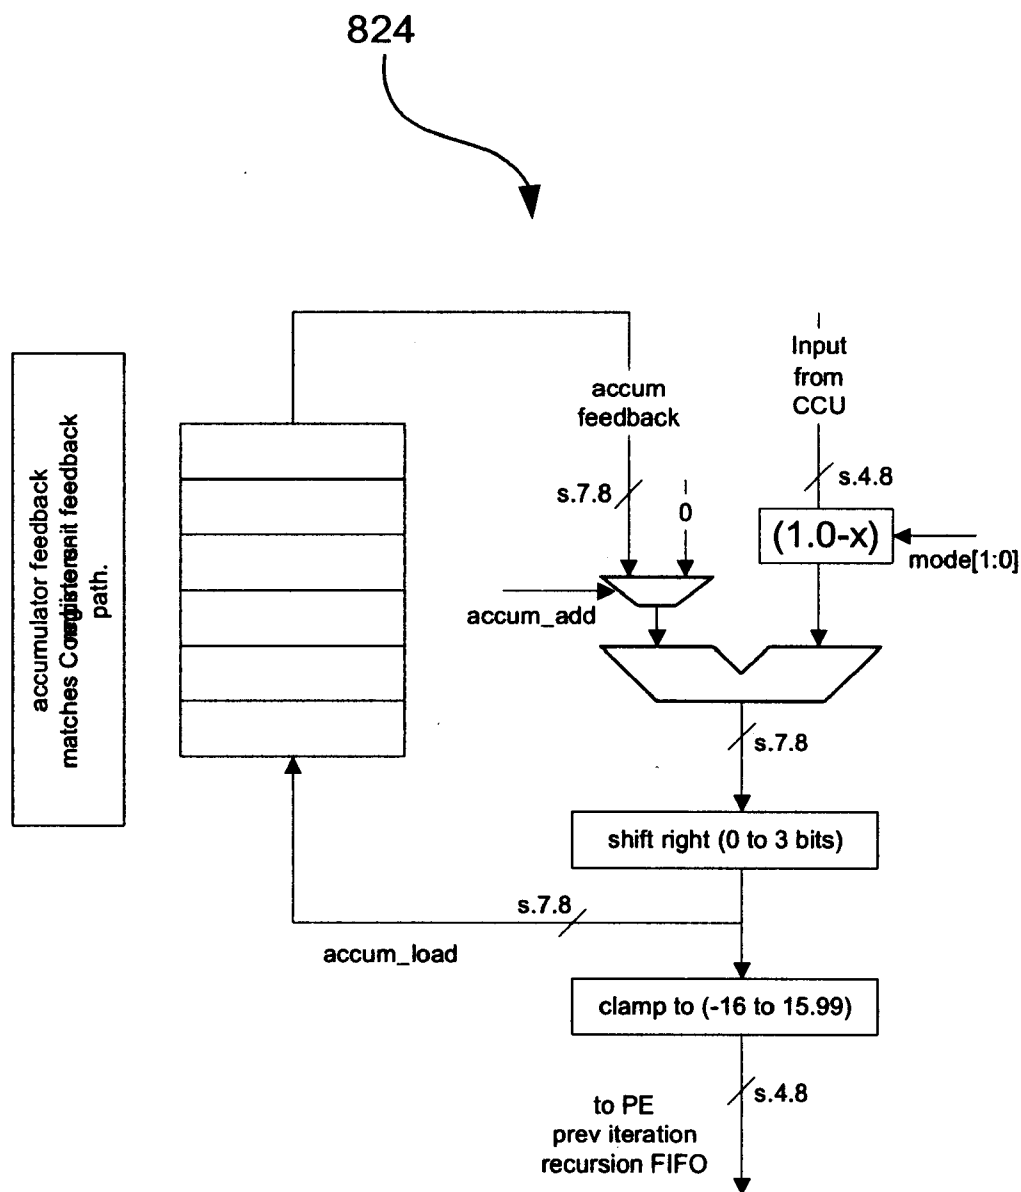 824
accumulator feedback
matches
feedback
path.
accum
feedback
Input
from
CCU
s.7.8
0
s.4.8
(1.0-x)
mode[1:0]
accum_add
s.7.8
shift right (0 to 3 bits)
s.7.8
accum_load
clamp to (-16 to 15.99)
s.4.8
to PE
prev iteration
recursion FIFO